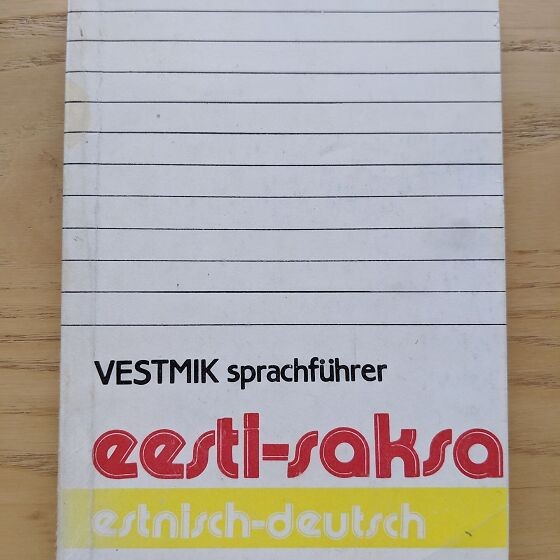 VESTMIK sprachführer
eesti-saksa
estnisch-deutsch